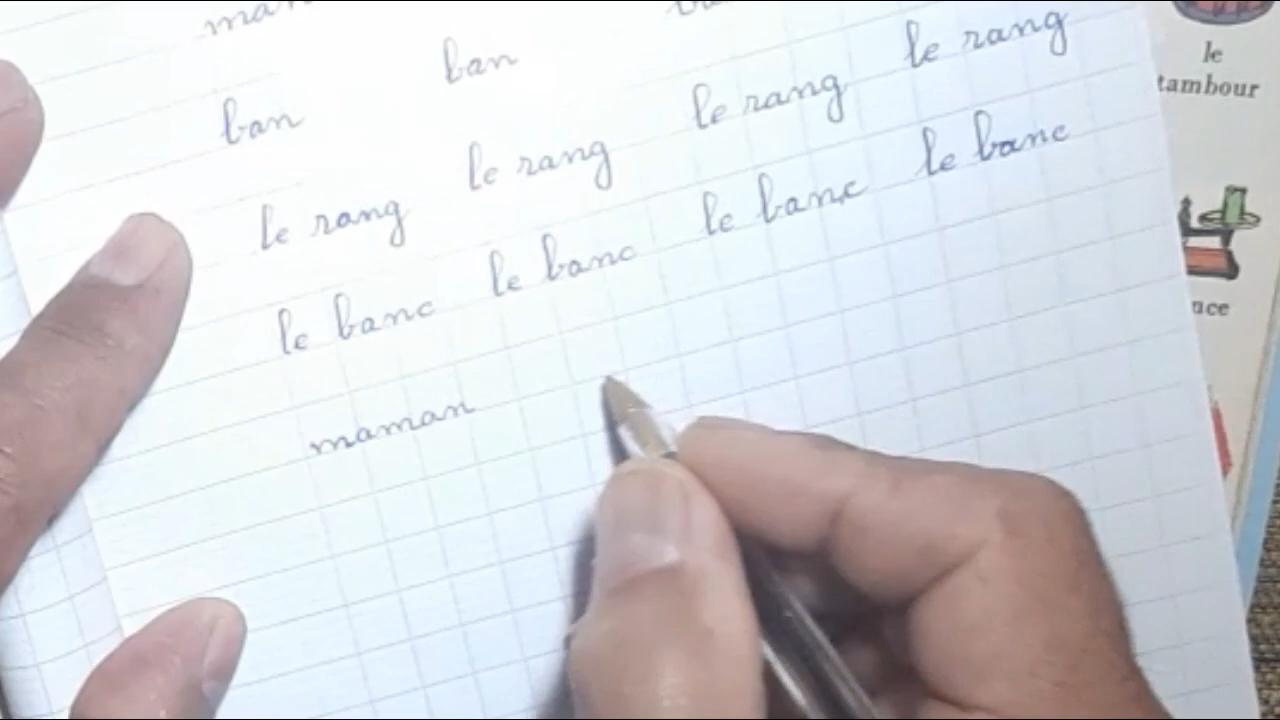 ban ban
le rang le rang le rang le rang
le banc le banc le banc le banc
maman
le
tambour